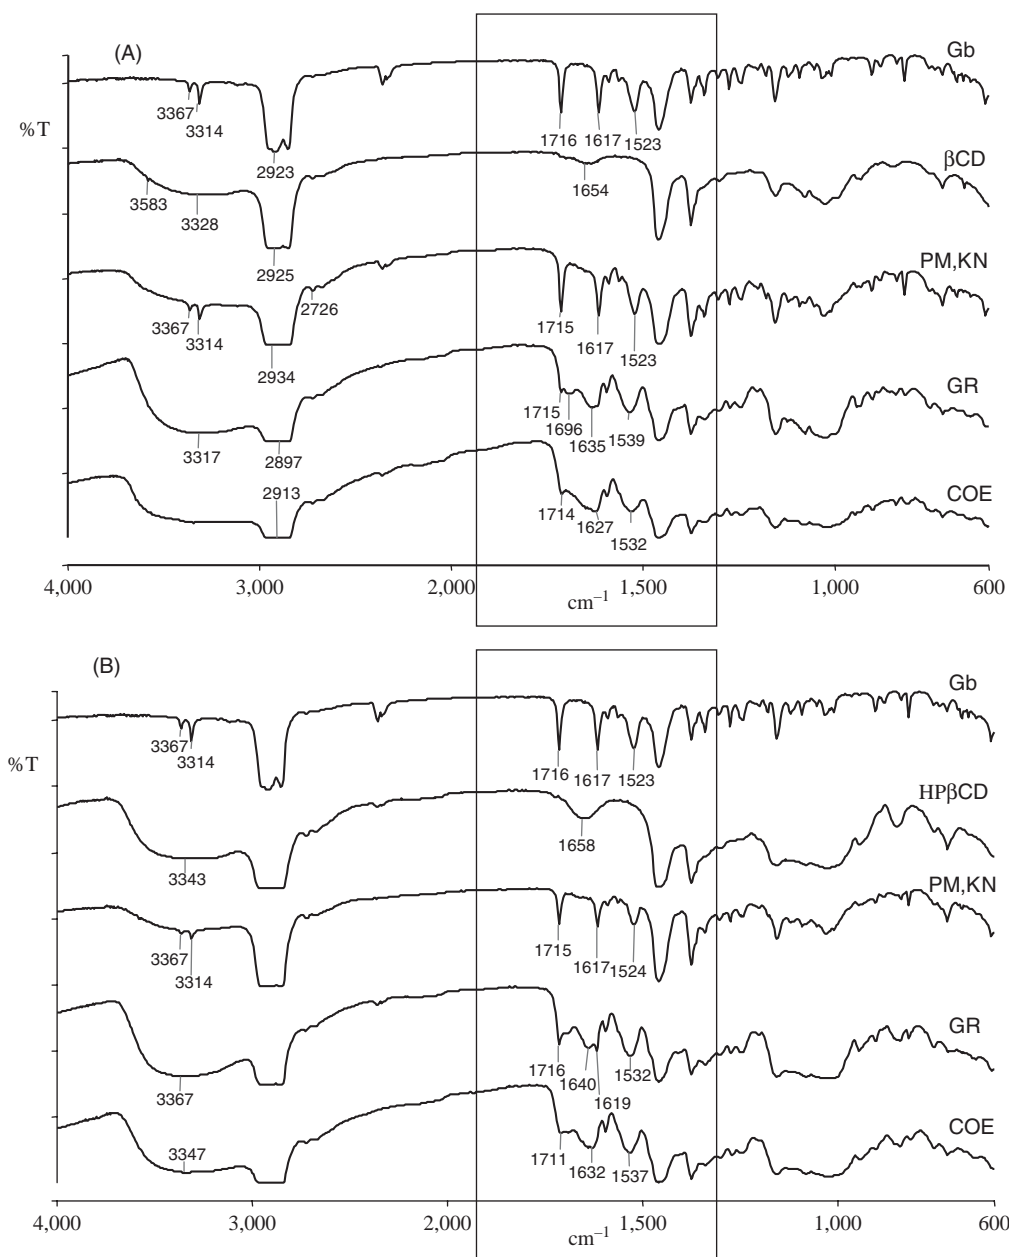 (A)
Gb
3367
3314
%T
2923
1716
1617
1523
βCD
3583
3328
1654
2925
PM,KN
3367
3314
2726
1715
1617
1523
2934
GR
1715
1696
1635
1539
3317
2897
2913
COE
1714
1627
1532
4,000 3,000 2,000 1,500 1,000 600
cm–1
(B)
Gb
3367
3314
%T
1716
1617
1523
HPβCD
1658
3343
PM,KN
3367
3314
1715
1617
1524
GR
1716
1640
1532
1619
3367
COE
3347
1711
1632
1537
4,000 3,000 2,000 1,500 1,000 600
cm–1